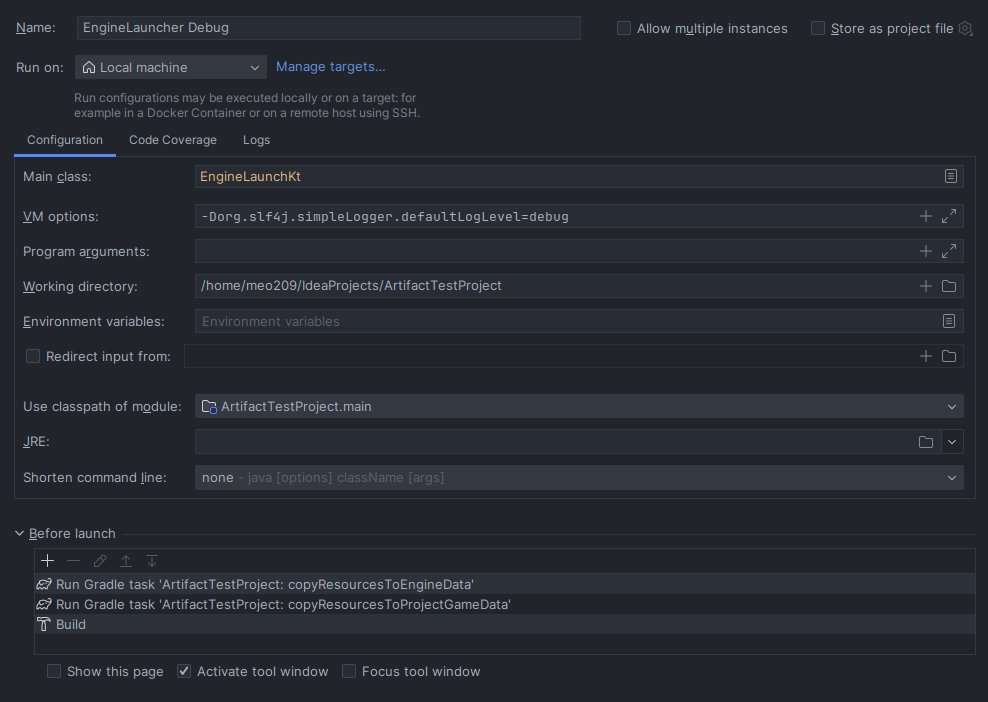 Name: EngineLauncher Debug Allow multiple instances Store as project file
Run on: Local machine Manage targets...
Run configurations may be executed locally or on a target: for
example in a Docker Container or on a remote host using SSH.
Configuration Code Coverage Logs
Main class: EngineLaunchKt
VM options: -Dorg.slf4j.simpleLogger.defaultLogLevel=debug
Program arguments:
Working directory: /home/meo209/IdeaProjects/ArtifactTestProject
Environment variables: Environment variables
Redirect input from:
Use classpath of module: ArtifactTestProject.main
JRE:
Shorten command line: none - java [options] className [args]
Before launch
Run Gradle task 'ArtifactTestProject: copyResourcesToEngineData'
Run Gradle task 'ArtifactTestProject: copyResourcesToProjectGameData'
Build
Show this page Activate tool window Focus tool window